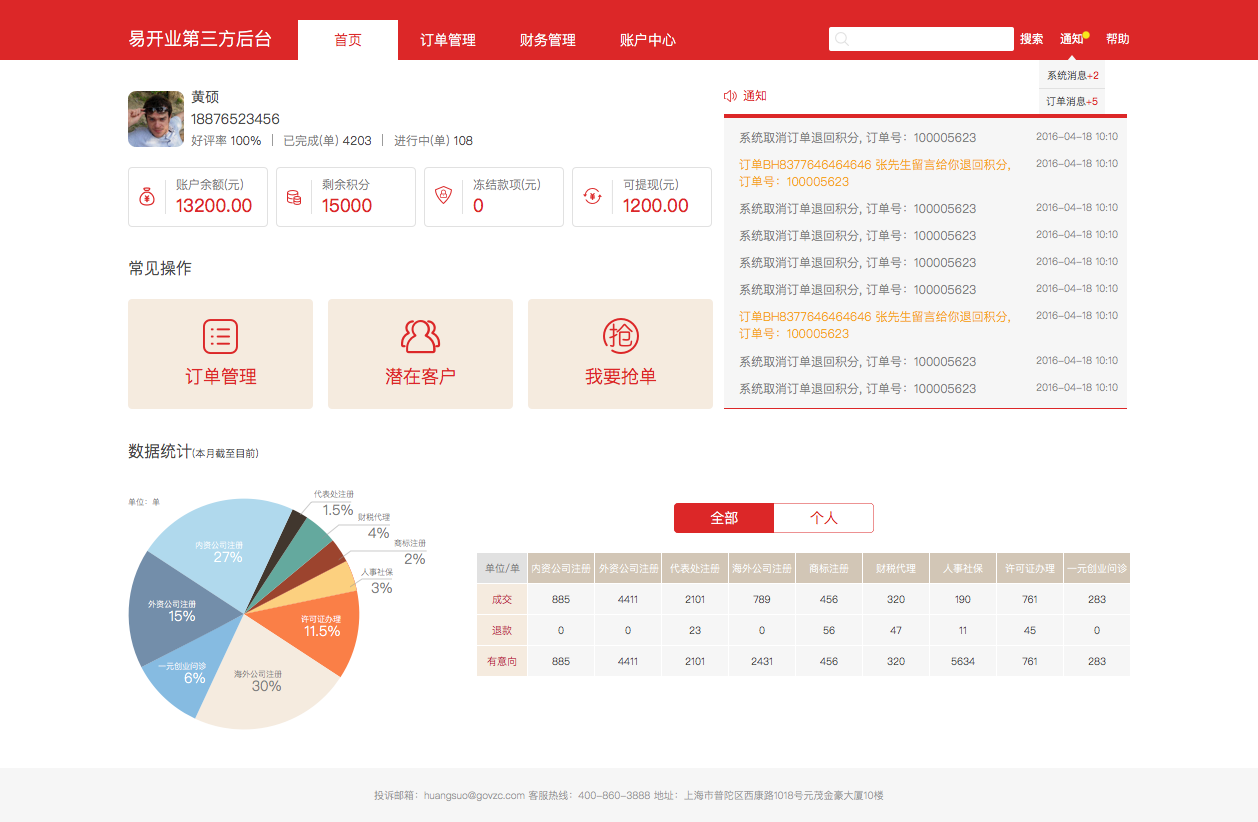 易开业第三方后台
首页
订单管理
财务管理
账户中心
搜索
通知
帮助
系统消息+2
订单消息+5
黄硕
18876523456
好评率 100% | 已完成(单) 4203 | 进行中(单) 108
账户余额(元)
13200.00
剩余积分
15000
冻结款项(元)
0
可提现(元)
1200.00
通知
系统取消订单退回积分, 订单号：100005623 2016-04-18 10:10
订单BH8377646464646 张先生留言给你退回积分, 2016-04-18 10:10
订单号：100005623
系统取消订单退回积分, 订单号：100005623 2016-04-18 10:10
系统取消订单退回积分, 订单号：100005623 2016-04-18 10:10
系统取消订单退回积分, 订单号：100005623 2016-04-18 10:10
系统取消订单退回积分, 订单号：100005623 2016-04-18 10:10
订单BH8377646464646 张先生留言给你退回积分, 2016-04-18 10:10
订单号：100005623
系统取消订单退回积分, 订单号：100005623 2016-04-18 10:10
系统取消订单退回积分, 订单号：100005623 2016-04-18 10:10
常见操作
订单管理
潜在客户
抢
我要抢单
数据统计(本月截至目前)
单位：单
代表处注册
1.5%
财税代理
4%
商标注册
2%
人事社保
3%
内资公司注册
27%
外资公司注册
15%
许可证办理
11.5%
一元创业问诊
6%
海外公司注册
30%
全部
个人
单位/单 内资公司注册 外资公司注册 代表处注册 海外公司注册 商标注册 财税代理 人事社保 许可证办理 一元创业问诊
成交 885 4411 2101 789 456 320 190 761 283
退款 0 0 23 0 56 47 11 45 0
有意向 885 4411 2101 2431 456 320 5634 761 283
投诉邮箱：huangsuo@govzc.com 客服热线：400-860-3888 地址：上海市普陀区西康路1018号元茂金豪大厦10楼